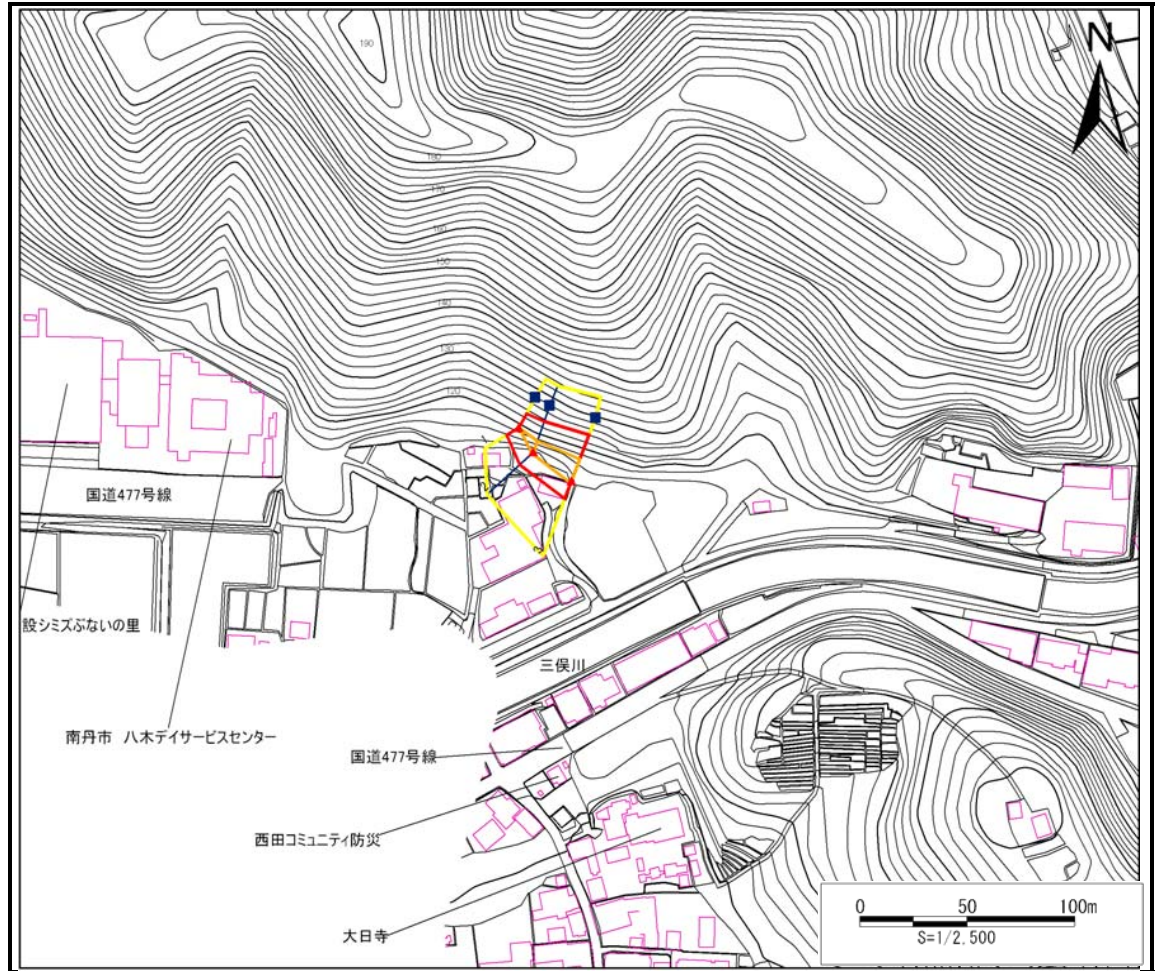 190
N
180
170
160
150
140
130
120
国道477号線
設シミズぶないの里
三俣川
南丹市 八木デイサービスセンター
国道477号線
西田コミュニティ防災
大日寺
0 50 100m
S=1/2,500